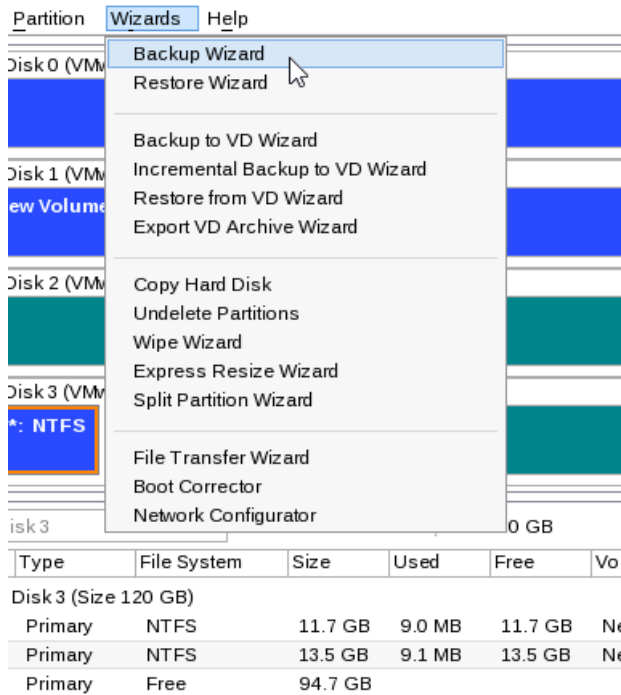 Partition Wizards Help
Backup Wizard
Disk 0 (VMw
Restore Wizard
Backup to VD Wizard
Disk 1 (VMw
Incremental Backup to VD Wizard
ew Volume
Restore from VD Wizard
Export VD Archive Wizard
Disk 2 (VMw
Copy Hard Disk
Undelete Partitions
Wipe Wizard
Express Resize Wizard
Disk 3 (VMw
Split Partition Wizard
*: NTFS
File Transfer Wizard
Boot Corrector
Network Configurator
isk 3 0 GB
Type File System Size Used Free Vo
Disk 3 (Size 120 GB)
Primary NTFS 11.7 GB 9.0 MB 11.7 GB Ne
Primary NTFS 13.5 GB 9.1 MB 13.5 GB Ne
Primary Free 94.7 GB